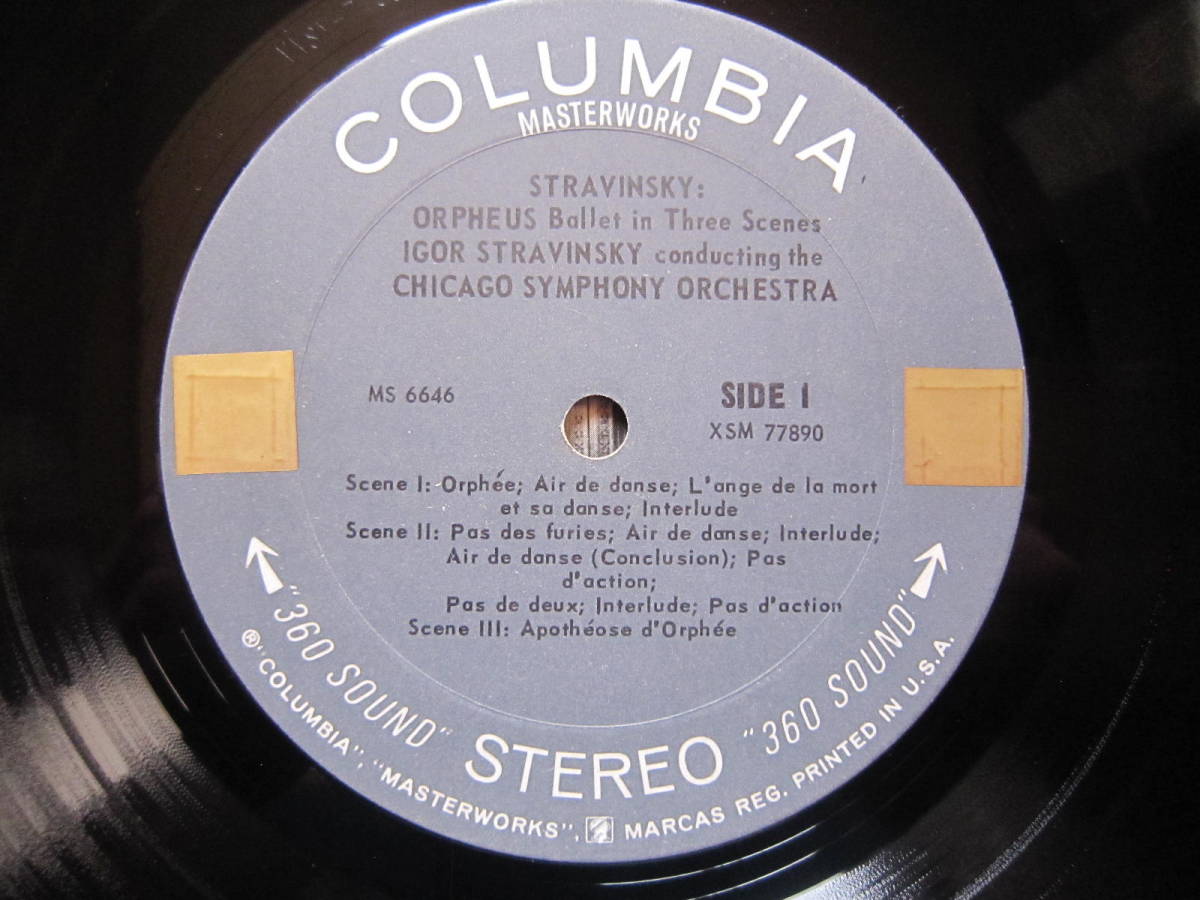 COLUMBIA
MASTERWORKS
STRAVINSKY:
ORPHEUS Ballet in Three Scenes
IGOR STRAVINSKY conducting the
CHICAGO SYMPHONY ORCHESTRA
MS 6646
SIDE I
XSM 77890
Scene I: Orphée; Air de danse; L'ange de la mort
et sa danse; Interlude
Scene II: Pas des furies; Air de danse; Interlude;
Air de danse (Conclusion); Pas
d'action;
Pas de deux; Interlude; Pas d'action
Scene III: Apothéose d'Orphée
"360 SOUND" STEREO "360 SOUND"
® "COLUMBIA", "MASTERWORKS", MARCAS REG. PRINTED IN U.S.A.